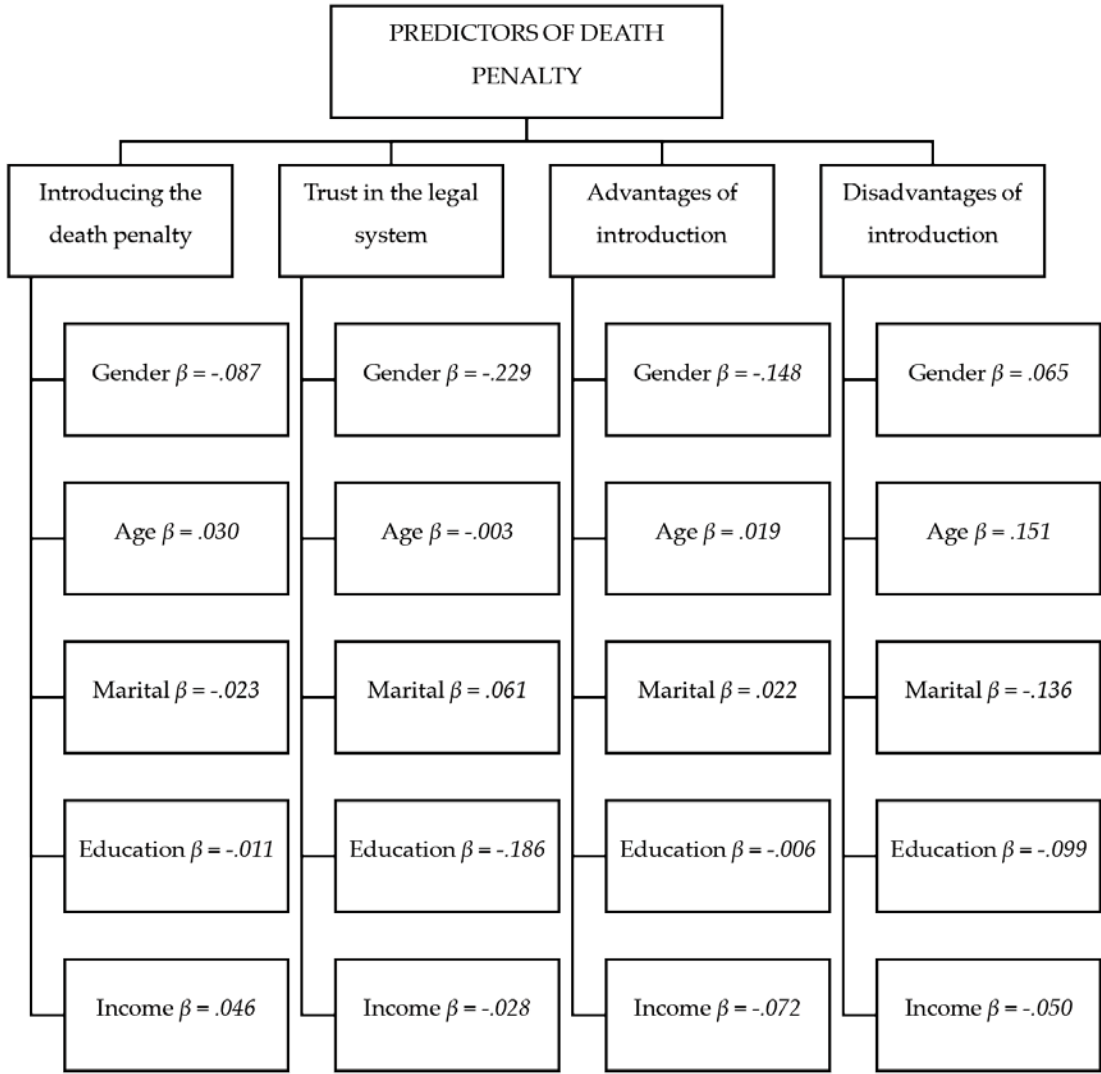 PREDICTORS OF DEATH
PENALTY
Introducing the
death penalty
Gender β = -.087
Age β = .030
Marital β = -.023
Education β = -.011
Income β = .046
Trust in the legal
system
Gender β = -.229
Age β = -.003
Marital β = .061
Education β = -.186
Income β = -.028
Advantages of
introduction
Gender β = -.148
Age β = .019
Marital β = .022
Education β = -.006
Income β = -.072
Disadvantages of
introduction
Gender β = .065
Age β = .151
Marital β = -.136
Education β = -.099
Income β = -.050